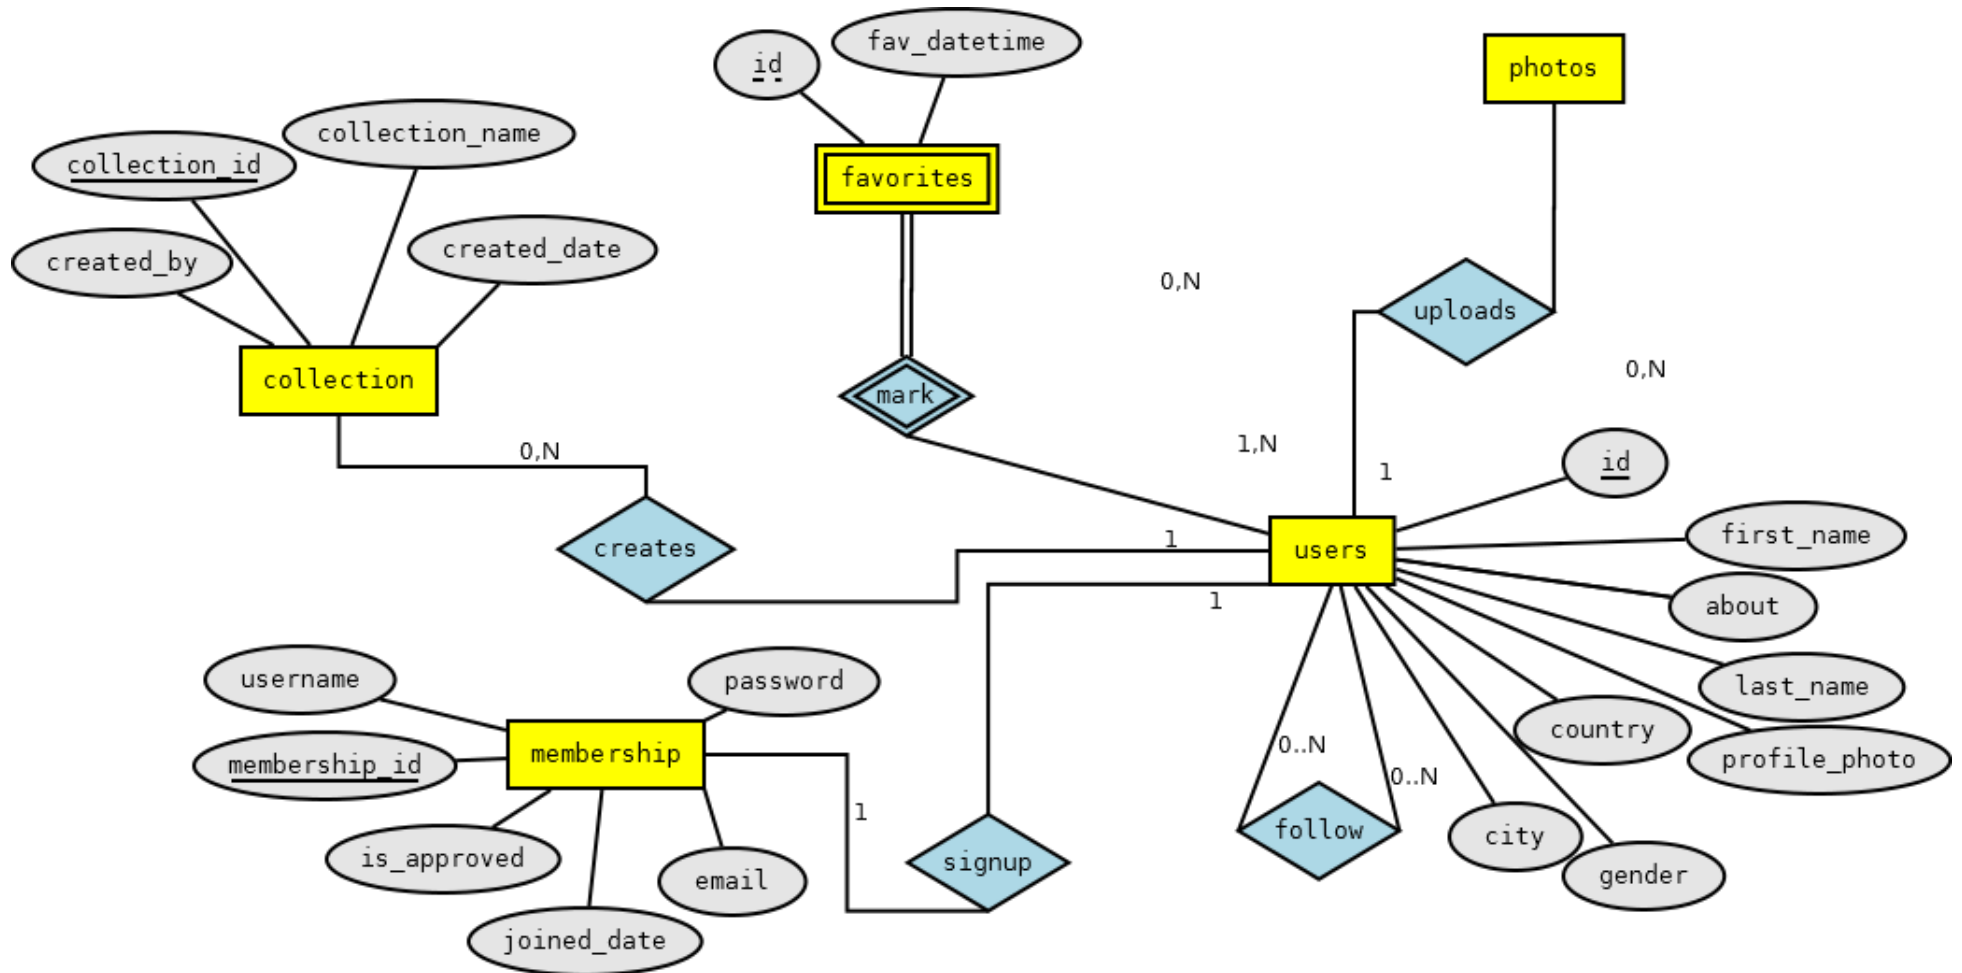 id
fav_datetime
photos
collection_name
collection_id
favorites
created_by
created_date
0,N
uploads
collection
mark
0,N
0,N
1,N
1
id
creates
1
users
first_name
1
about
username
password
last_name
membership
membership_id
0..N
0..N
country
profile_photo
1
follow
city
is_approved
signup
email
gender
joined_date